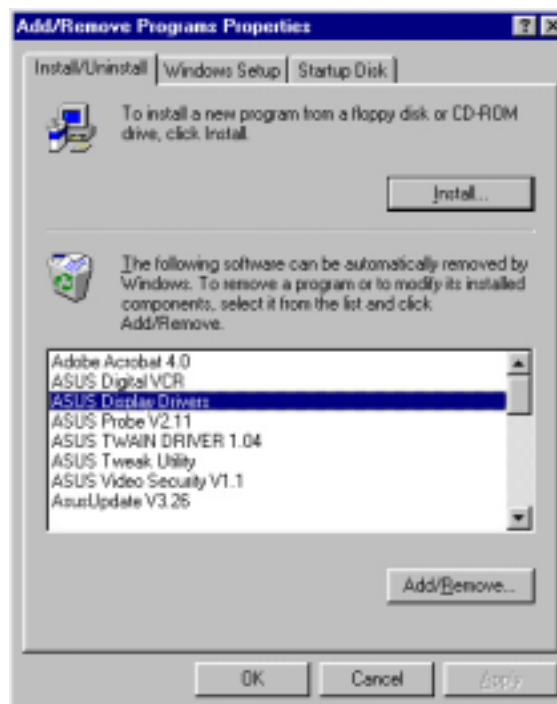 Add/Remove Programs Properties
Install/Uninstall
Windows Setup
Startup Disk
To install a new program from a floppy disk or CD-ROM
drive, click Install.
Install...
The following software can be automatically removed by
Windows. To remove a program or to modify its installed
components, select it from the list and click
Add/Remove.
Adobe Acrobat 4.0
ASUS Digital VCR
ASUS Display Drivers
ASUS Probe V2.11
ASUS TWAIN DRIVER 1.04
ASUS Tweak Utility
ASUS Video Security V1.1
AsusUpdate V3.26
Add/Remove...
OK
Cancel
Apply